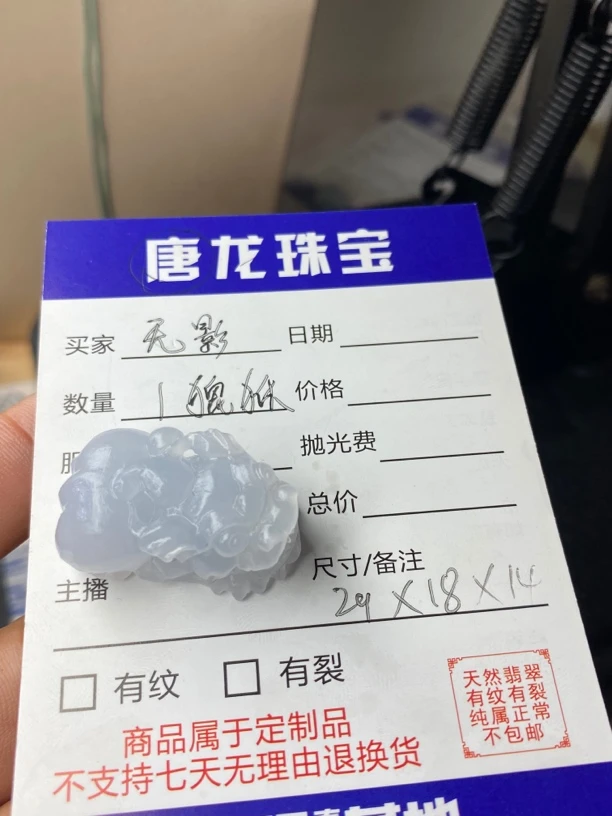 唐龙珠宝
买家 无影 日期
数量 1貔貅 价格
抛光费
总价
主播
尺寸/备注
24×18×14
有纹 有裂
天然翡翠
有纹有裂
纯属正常
不包邮
商品属于定制品
不支持七天无理由退换货